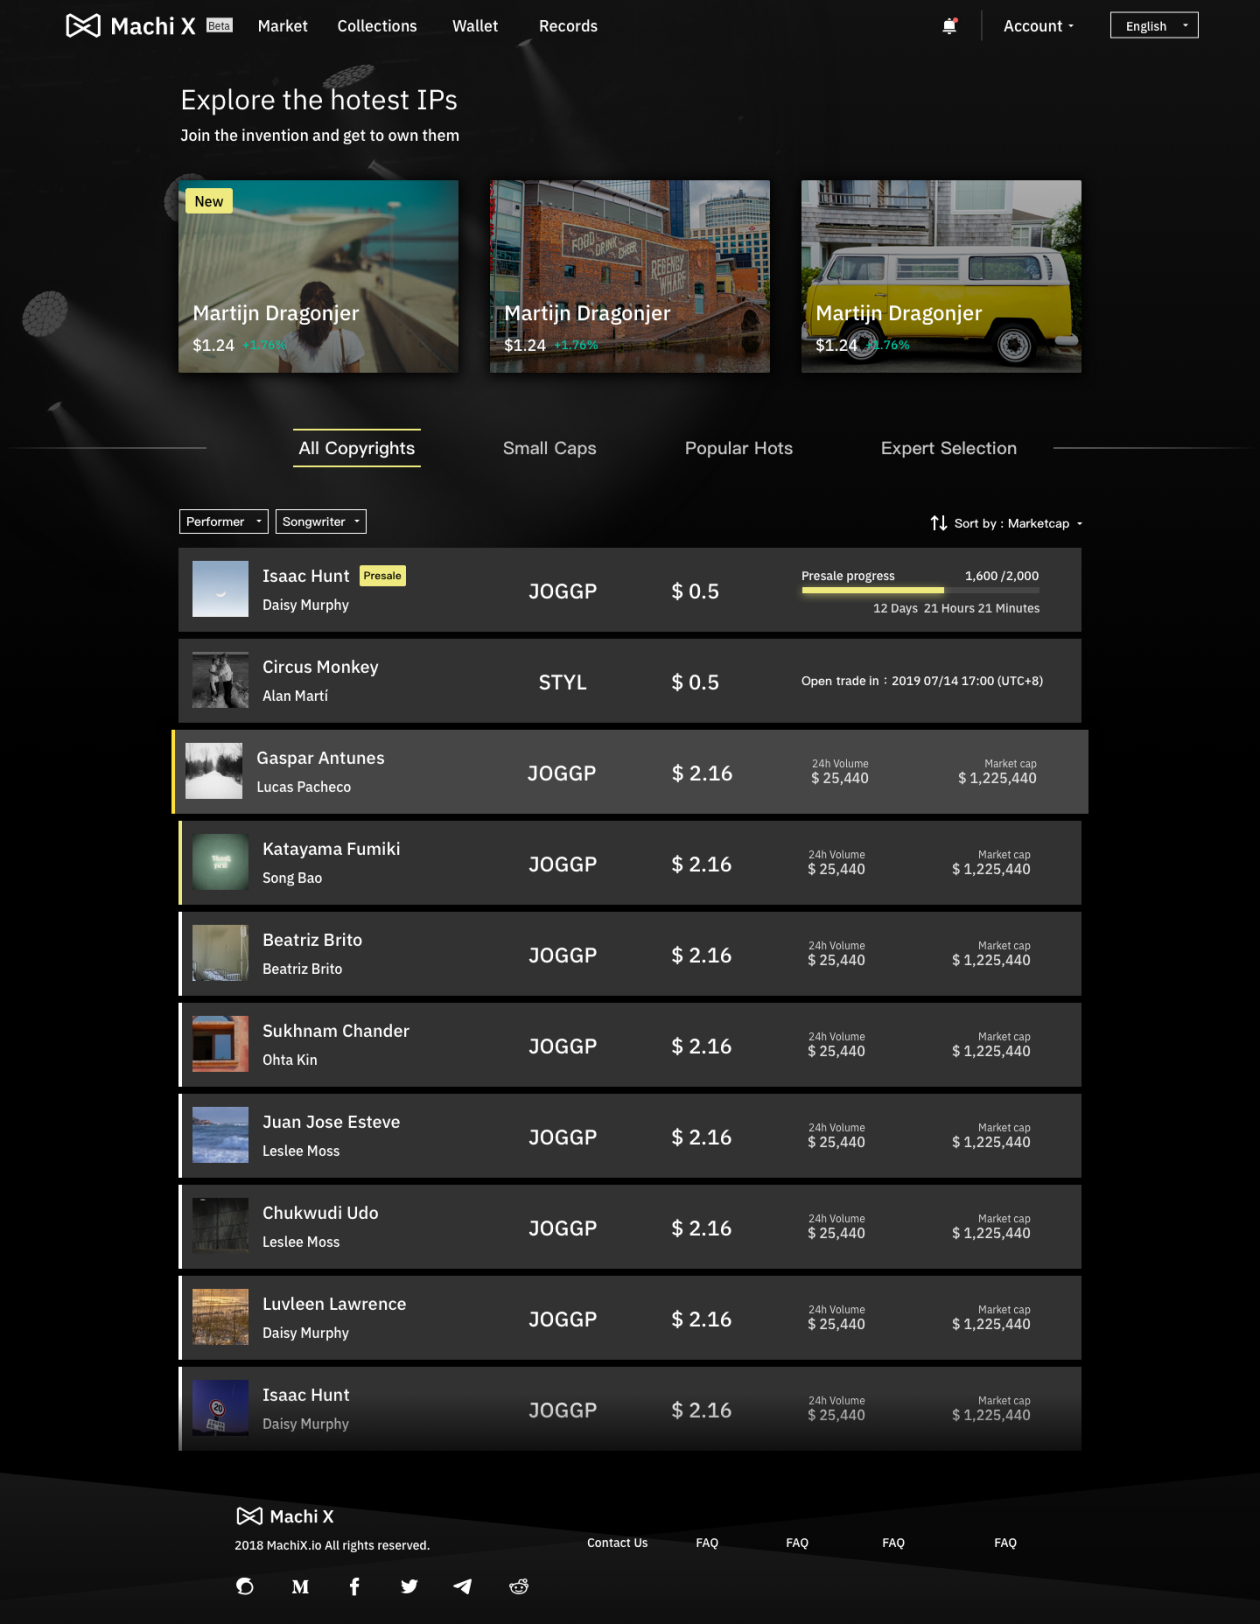 Machi X Beta Market Collections Wallet Records Account English
Explore the hotest IPs
Join the invention and get to own them
New
FOOD DRINK CHEER
REGENCY WHARF
Martijn Dragonjer Martijn Dragonjer Martijn Dragonjer
$1.24 +1.76% $1.24 +1.76% $1.24 +1.76%
All Copyrights Small Caps Popular Hots Expert Selection
Performer Songwriter Sort by : Marketcap
Isaac Hunt Presale
Daisy Murphy
JOGGP $ 0.5
Presale progress 1,600 /2,000
12 Days 21 Hours 21 Minutes
Circus Monkey
Alan Martí
STYL $ 0.5
Open trade in : 2019 07/14 17:00 (UTC+8)
Gaspar Antunes
Lucas Pacheco
JOGGP $ 2.16
24h Volume Market cap
$ 25,440 $ 1,225,440
Katayama Fumiki
Song Bao
JOGGP $ 2.16
24h Volume Market cap
$ 25,440 $ 1,225,440
Beatriz Brito
Beatriz Brito
JOGGP $ 2.16
24h Volume Market cap
$ 25,440 $ 1,225,440
Sukhnam Chander
Ohta Kin
JOGGP $ 2.16
24h Volume Market cap
$ 25,440 $ 1,225,440
Juan Jose Esteve
Leslee Moss
JOGGP $ 2.16
24h Volume Market cap
$ 25,440 $ 1,225,440
Chukwudi Udo
Leslee Moss
JOGGP $ 2.16
24h Volume Market cap
$ 25,440 $ 1,225,440
Luvleen Lawrence
Daisy Murphy
JOGGP $ 2.16
24h Volume Market cap
$ 25,440 $ 1,225,440
20
Isaac Hunt
Daisy Murphy
JOGGP $ 2.16
24h Volume Market cap
$ 25,440 $ 1,225,440
Machi X
2018 MachiX.io All rights reserved.
Contact Us FAQ FAQ FAQ FAQ